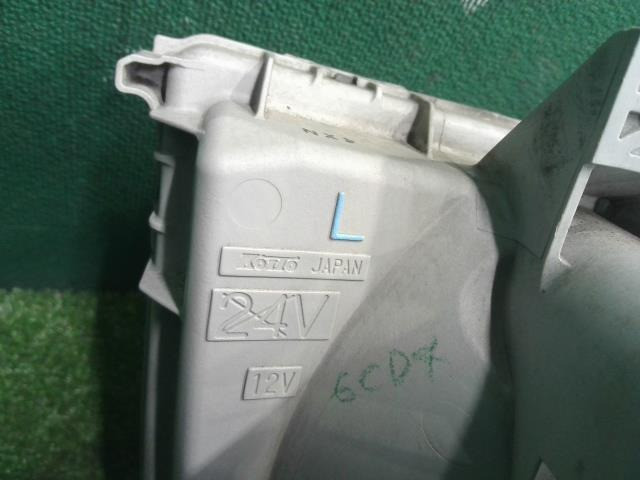 L
KOITO JAPAN
24V
12V
6CD4